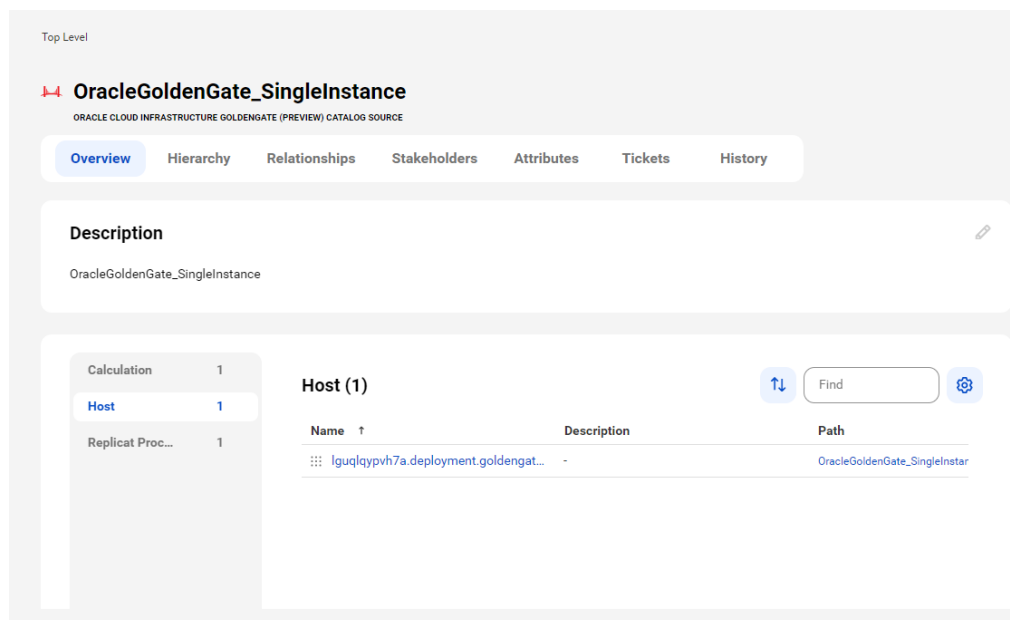 Top Level
OracleGoldenGate_SingleInstance
ORACLE CLOUD INFRASTRUCTURE GOLDENGATE (PREVIEW) CATALOG SOURCE
Overview Hierarchy Relationships Stakeholders Attributes Tickets History
Description
OracleGoldenGate_SingleInstance
Calculation 1
Host 1
Replicat Proc... 1
Host (1)
Find
Name ↑ Description Path
lguqlqypvh7a.deployment.goldengat... - OracleGoldenGate_SingleInstar